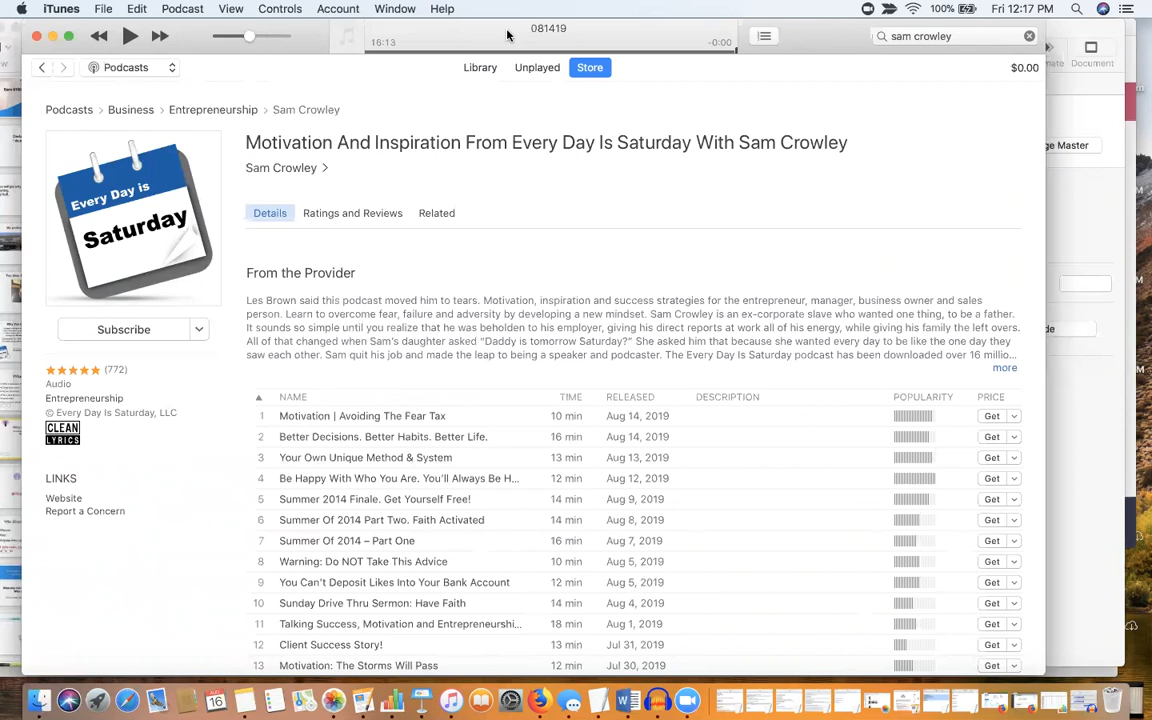 iTunes File Edit Podcast View Controls Account Window Help 100% Fri 12:17 PM
081419
16:13 -0:00
sam crowley
Podcasts Library Unplayed Store $0.00
Document
Podcasts > Business > Entrepreneurship > Sam Crowley
Every Day is
Saturday
Motivation And Inspiration From Every Day Is Saturday With Sam Crowley
Sam Crowley >
ge Master
Details Ratings and Reviews Related
From the Provider
Les Brown said this podcast moved him to tears. Motivation, inspiration and success strategies for the entrepreneur, manager, business owner and sales
person. Learn to overcome fear, failure and adversity by developing a new mindset. Sam Crowley is an ex-corporate slave who wanted one thing, to be a father.
It sounds so simple until you realize that he was beholden to his employer, giving his direct reports at work all of his energy, while giving his family the left overs.
All of that changed when Sam's daughter asked "Daddy is tomorrow Saturday?" She asked him that because she wanted every day to be like the one day they
saw each other. Sam quit his job and made the leap to being a speaker and podcaster. The Every Day Is Saturday podcast has been downloaded over 16 millio...
more
Subscribe
(772)
Audio
Entrepreneurship
© Every Day Is Saturday, LLC
CLEAN
LYRICS
LINKS
Website
Report a Concern
NAME TIME RELEASED DESCRIPTION POPULARITY PRICE
1 Motivation | Avoiding The Fear Tax 10 min Aug 14, 2019 Get
2 Better Decisions. Better Habits. Better Life. 16 min Aug 14, 2019 Get
3 Your Own Unique Method & System 13 min Aug 13, 2019 Get
4 Be Happy With Who You Are. You'll Always Be H... 12 min Aug 12, 2019 Get
5 Summer 2014 Finale. Get Yourself Free! 14 min Aug 9, 2019 Get
6 Summer Of 2014 Part Two. Faith Activated 14 min Aug 8, 2019 Get
7 Summer Of 2014 – Part One 16 min Aug 7, 2019 Get
8 Warning: Do NOT Take This Advice 10 min Aug 5, 2019 Get
9 You Can't Deposit Likes Into Your Bank Account 12 min Aug 5, 2019 Get
10 Sunday Drive Thru Sermon: Have Faith 14 min Aug 4, 2019 Get
11 Talking Success, Motivation and Entrepreneurshi... 18 min Aug 1, 2019 Get
12 Client Success Story! 14 min Jul 31, 2019 Get
13 Motivation: The Storms Will Pass 12 min Jul 30, 2019 Get
16